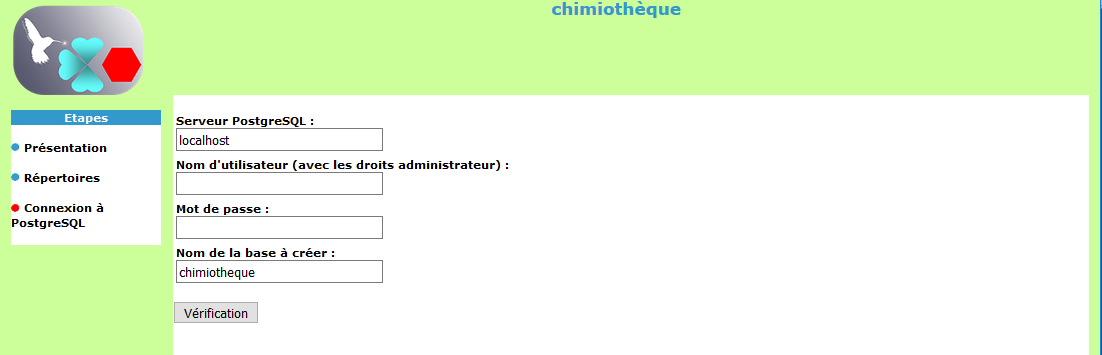 chimiothèque
Etapes
Présentation
Répertoires
Connexion à
PostgreSQL
Serveur PostgreSQL :
localhost
Nom d'utilisateur (avec les droits administrateur) :
Mot de passe :
Nom de la base à créer :
chimiotheque
Vérification